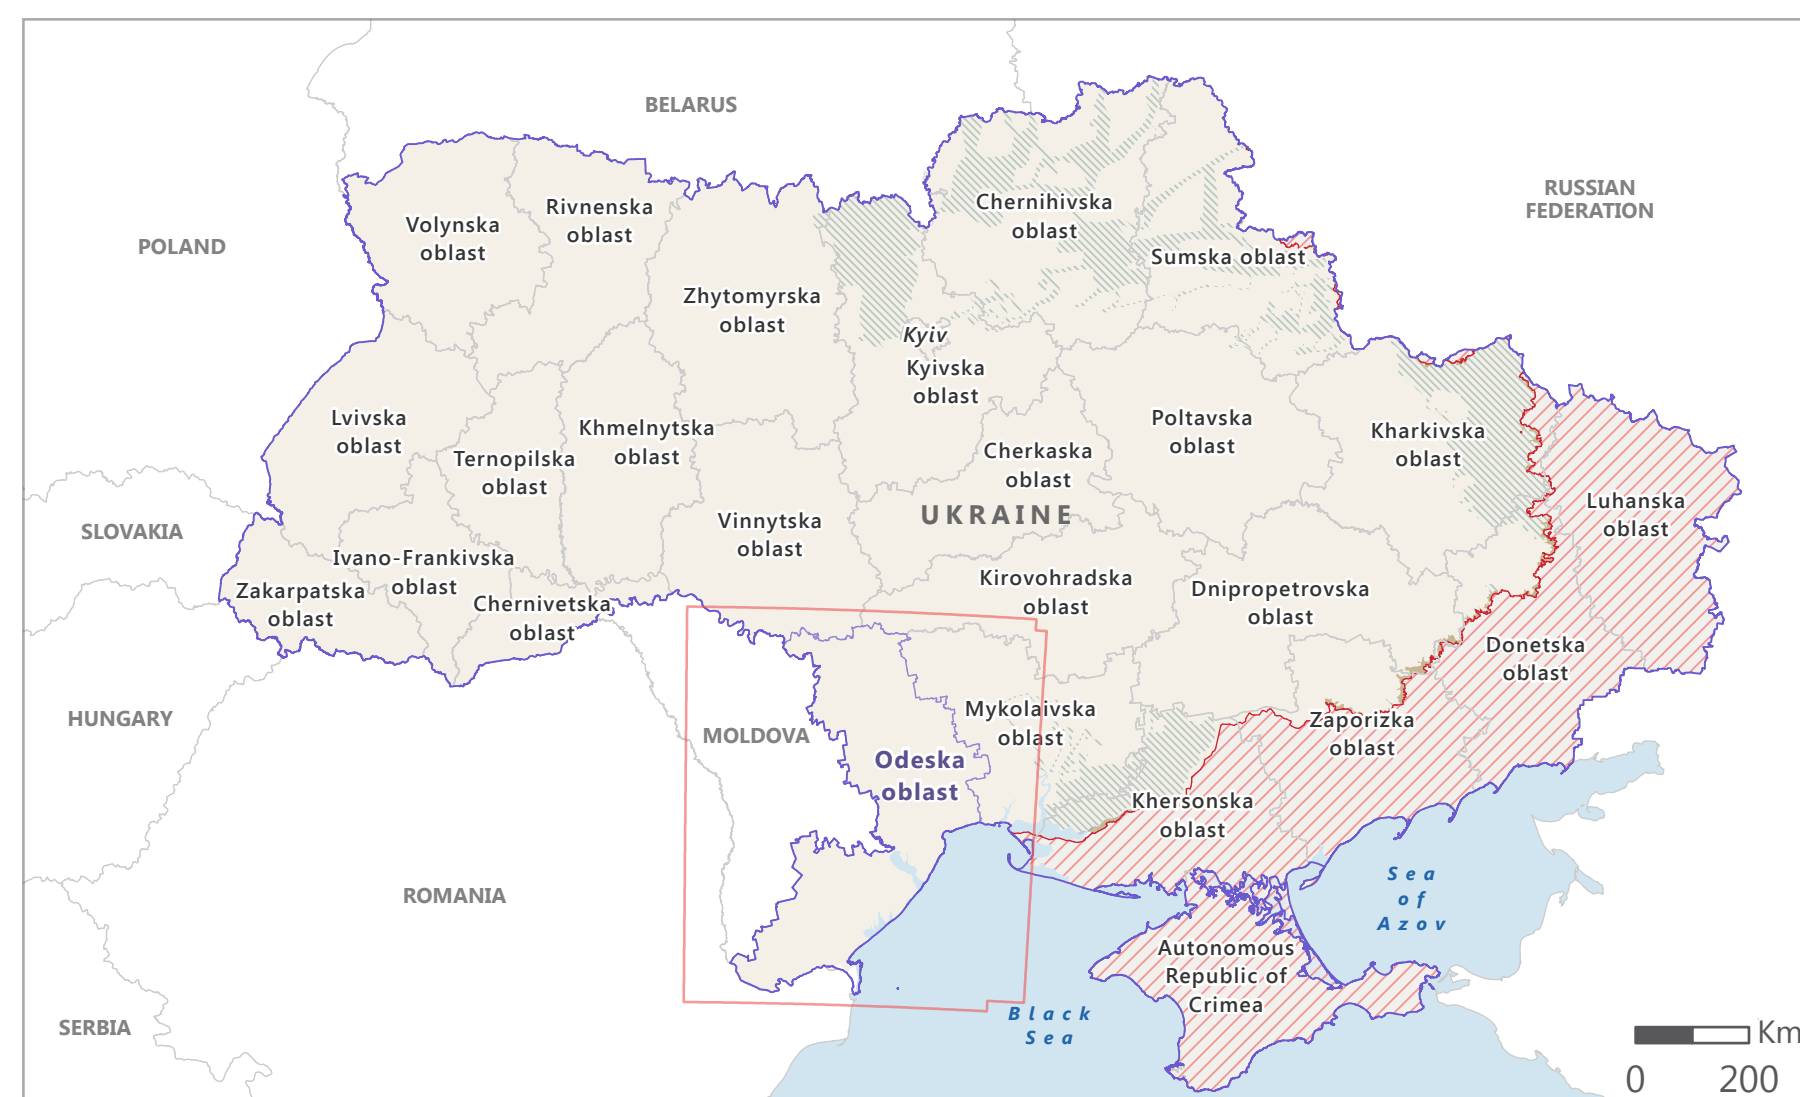 BELARUS
RUSSIAN
FEDERATION
POLAND
Volynska
oblast
Rivnenska
oblast
Chernihivska
oblast
Sumska oblast
Zhytomyrska
oblast
Kyiv
Kyivska
oblast
Lvivska
oblast
Ternopilska
oblast
Khmelnytska
oblast
Cherkaska
oblast
Poltavska
oblast
Kharkivska
oblast
Luhanska
oblast
SLOVAKIA
UKRAINE
Vinnytska
oblast
Ivano-Frankivska
oblast
Zakarpatska
oblast
Chernivetska
oblast
Kirovohradska
oblast
Dnipropetrovska
oblast
Donetska
oblast
HUNGARY
MOLDOVA
Odeska
oblast
Mykolaivska
oblast
Zaporizka
oblast
Khersonska
oblast
ROMANIA
Sea
of
Azov
Autonomous
Republic of
Crimea
Black
Sea
SERBIA
Km
0 200